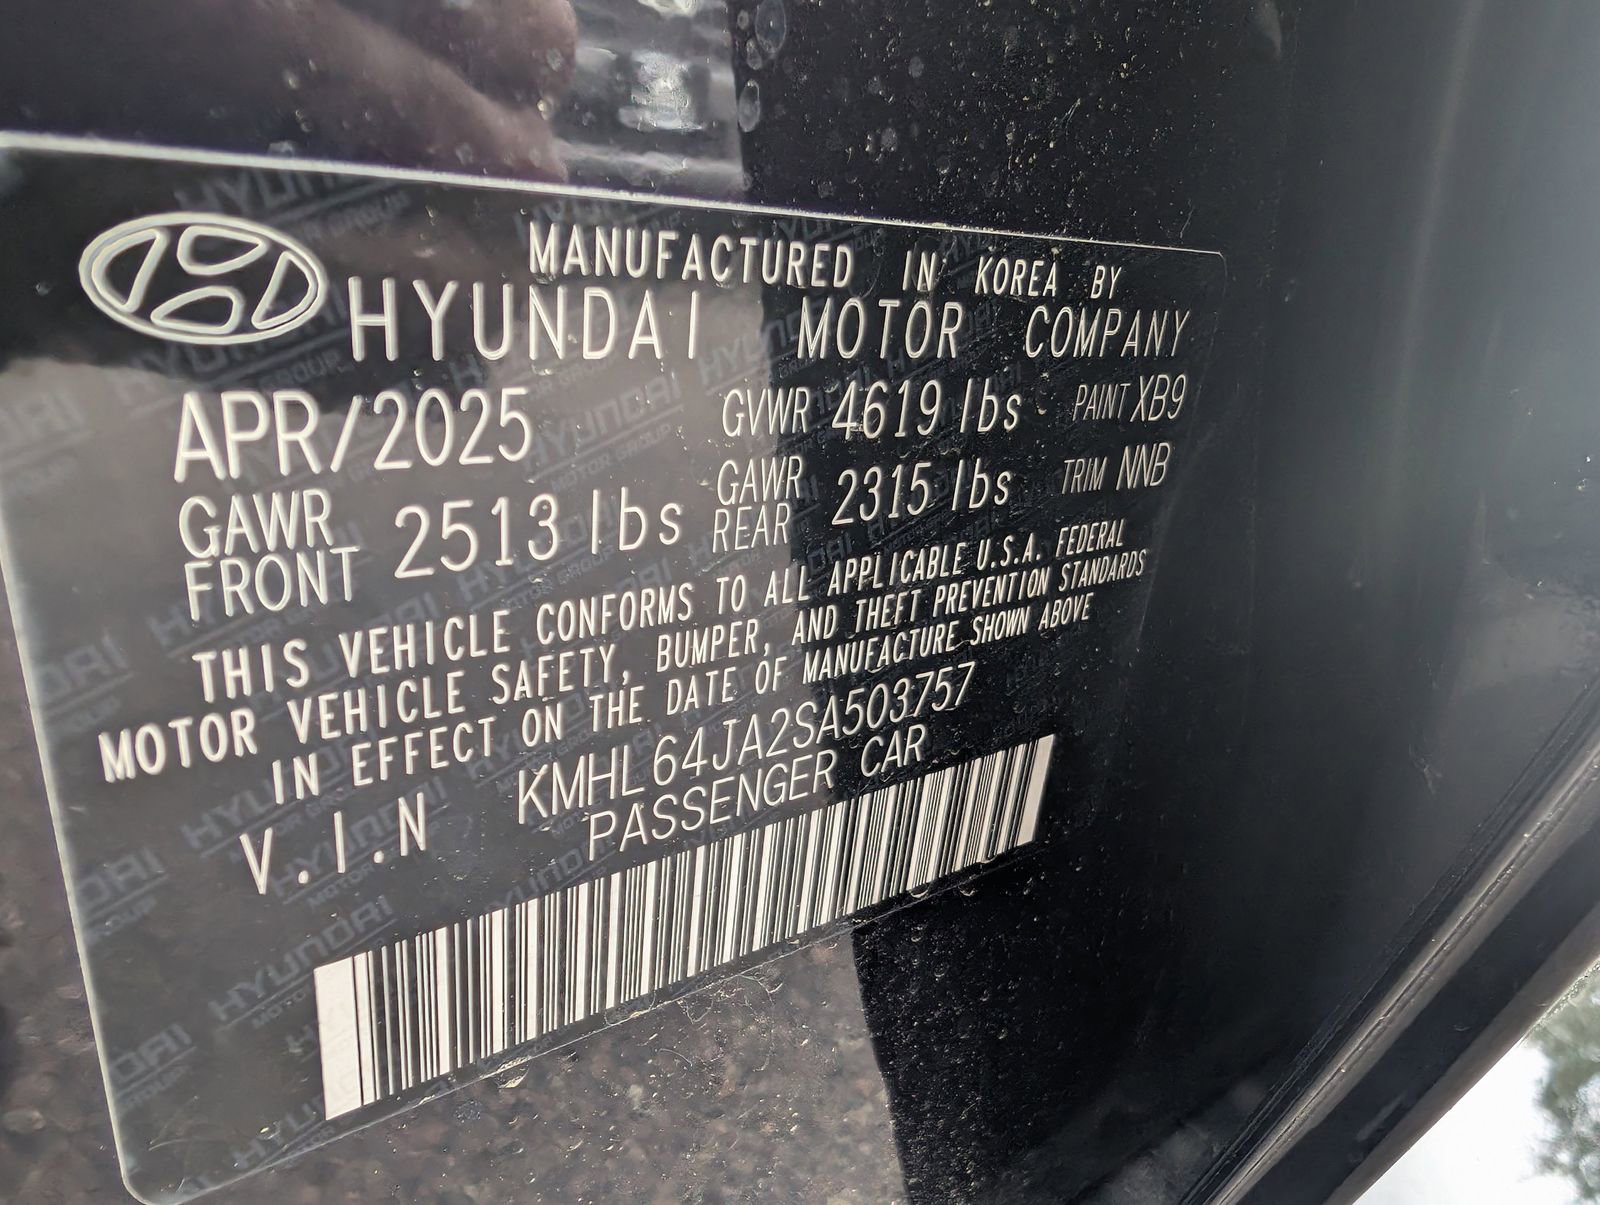 MANUFACTURED IN KOREA BY
HYUNDAI MOTOR COMPANY
APR/2025 GVWR 4619 lbs PAINT XB9
GAWR FRONT 2513 lbs GAWR REAR 2315 lbs TRIM NNB
THIS VEHICLE CONFORMS TO ALL APPLICABLE U.S.A. FEDERAL
MOTOR VEHICLE SAFETY, BUMPER, AND THEFT PREVENTION STANDARDS
IN EFFECT ON THE DATE OF MANUFACTURE SHOWN ABOVE
V.I.N KMHL64JA2SA503757
PASSENGER CAR